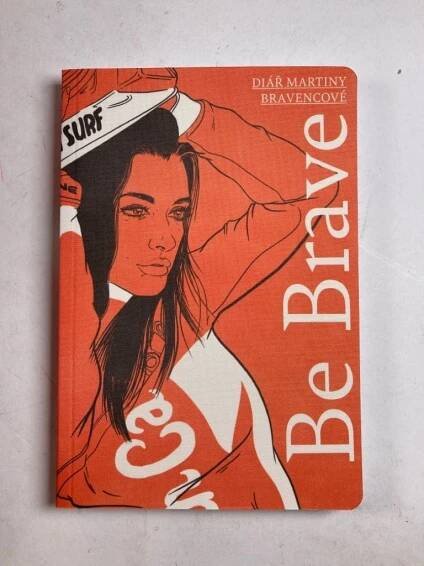 DIÁŘ MARTINY
BRAVENCOVÉ
Be Brave
SURF